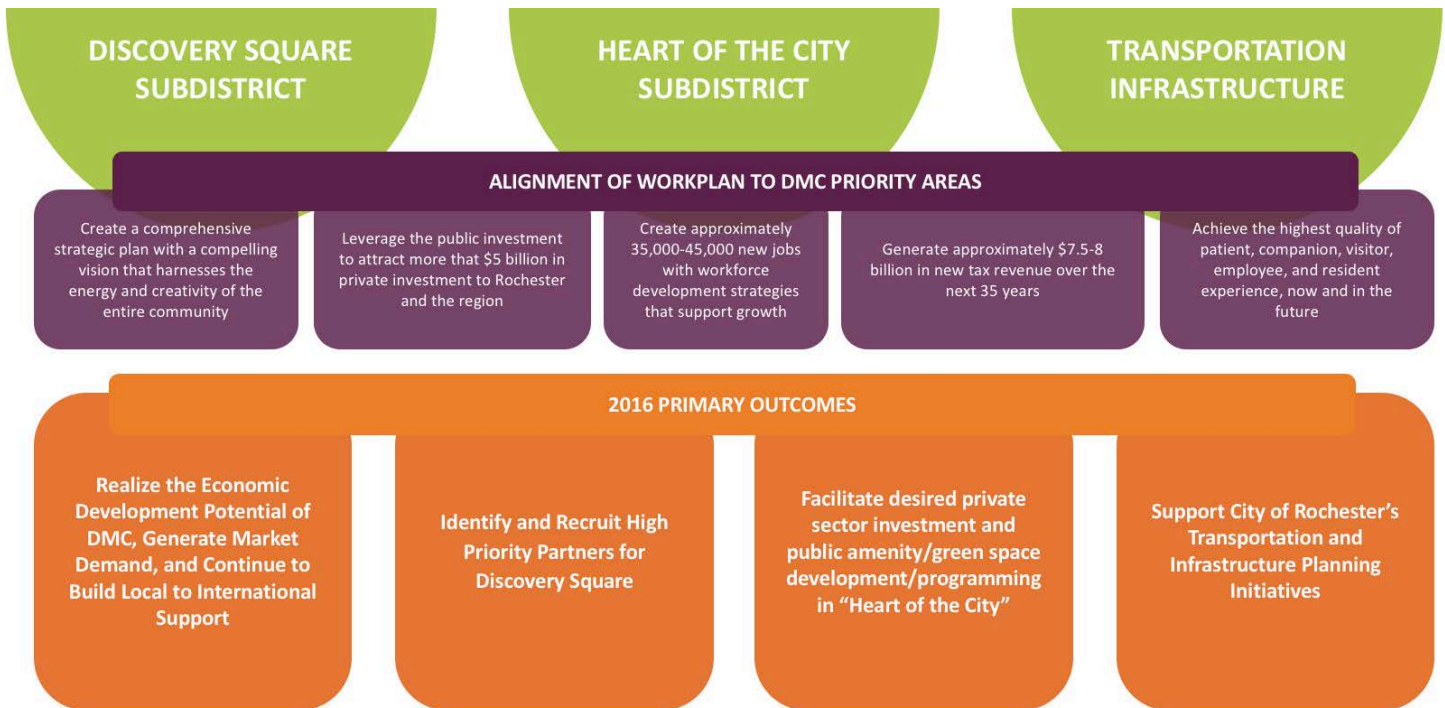 DISCOVERY SQUARE
SUBDISTRICT
HEART OF THE CITY
SUBDISTRICT
TRANSPORTATION
INFRASTRUCTURE
ALIGNMENT OF WORKPLAN TO DMC PRIORITY AREAS
Create a comprehensive
strategic plan with a compelling
vision that harnesses the
energy and creativity of the
entire community
Leverage the public investment
to attract more that $5 billion in
private investment to Rochester
and the region
Create approximately
35,000-45,000 new jobs
with workforce
development strategies
that support growth
Generate approximately $7.5-8
billion in new tax revenue over the
next 35 years
Achieve the highest quality of
patient, companion, visitor,
employee, and resident
experience, now and in the
future
2016 PRIMARY OUTCOMES
Realize the Economic
Development Potential of
DMC, Generate Market
Demand, and Continue to
Build Local to International
Support
Identify and Recruit High
Priority Partners for
Discovery Square
Facilitate desired private
sector investment and
public amenity/green space
development/programming
in “Heart of the City”
Support City of Rochester’s
Transportation and
Infrastructure Planning
Initiatives